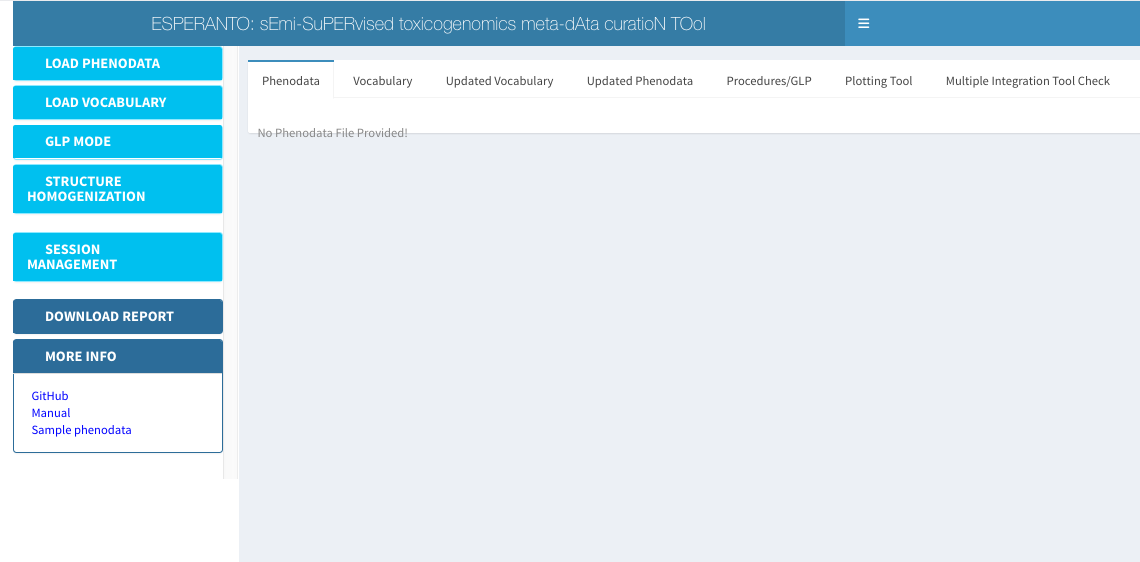 ESPERANTO: sEmi-SuPERvised toxicogenomics meta-dAta curatioN TOol
LOAD PHENODATA
LOAD VOCABULARY
GLP MODE
STRUCTURE
HOMOGENIZATION
SESSION
MANAGEMENT
DOWNLOAD REPORT
MORE INFO
GitHub
Manual
Sample phenodata
Phenodata Vocabulary Updated Vocabulary Updated Phenodata Procedures/GLP Plotting Tool Multiple Integration Tool Check
No Phenodata File Provided!